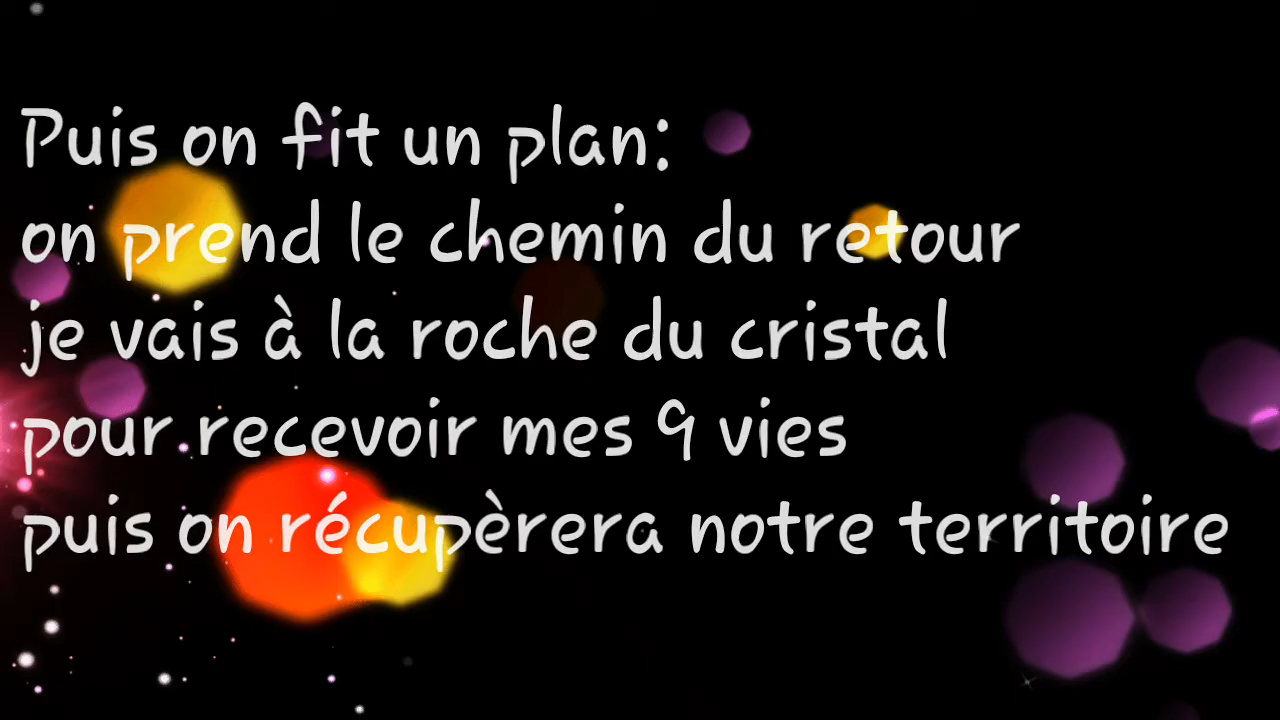 Puis on fit un plan:
on prend le chemin du retour
je vais à la roche du cristal
pour recevoir mes 9 vies
puis on récupèrera notre territoire